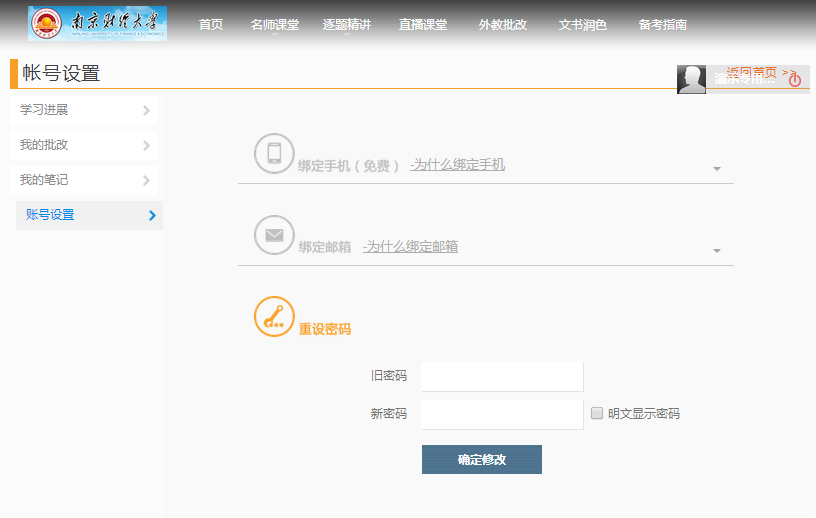 南京财经大学
NANJING UNIVERSITY OF FINANCE & ECONOMICS
首页 名师课堂 逐题精讲 直播课堂 外教批改 文书润色 备考指南
帐号设置
返回首页 >>
学习进展
我的批改
我的笔记
账号设置
绑定手机（免费） -为什么绑定手机
绑定邮箱 -为什么绑定邮箱
重设密码
旧密码
新密码 明文显示密码
确定修改